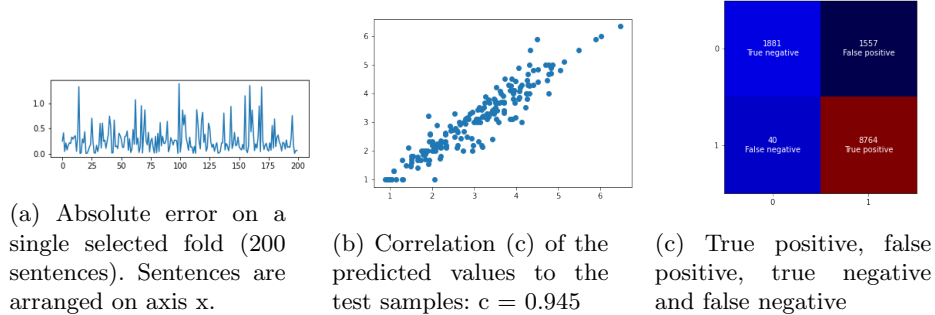 1.0
0.5
0.0
0 25 50 75 100 125 150 175 200
(a) Absolute error on a
single selected fold (200
sentences). Sentences are
arranged on axis x.
6
5
4
3
2
1
1 2 3 4 5 6
(b) Correlation (c) of the
predicted values to the
test samples: c = 0.945
0
1
1881
True negative
1557
False positive
40
False negative
8764
True positive
0 1
(c) True positive, false
positive, true negative
and false negative